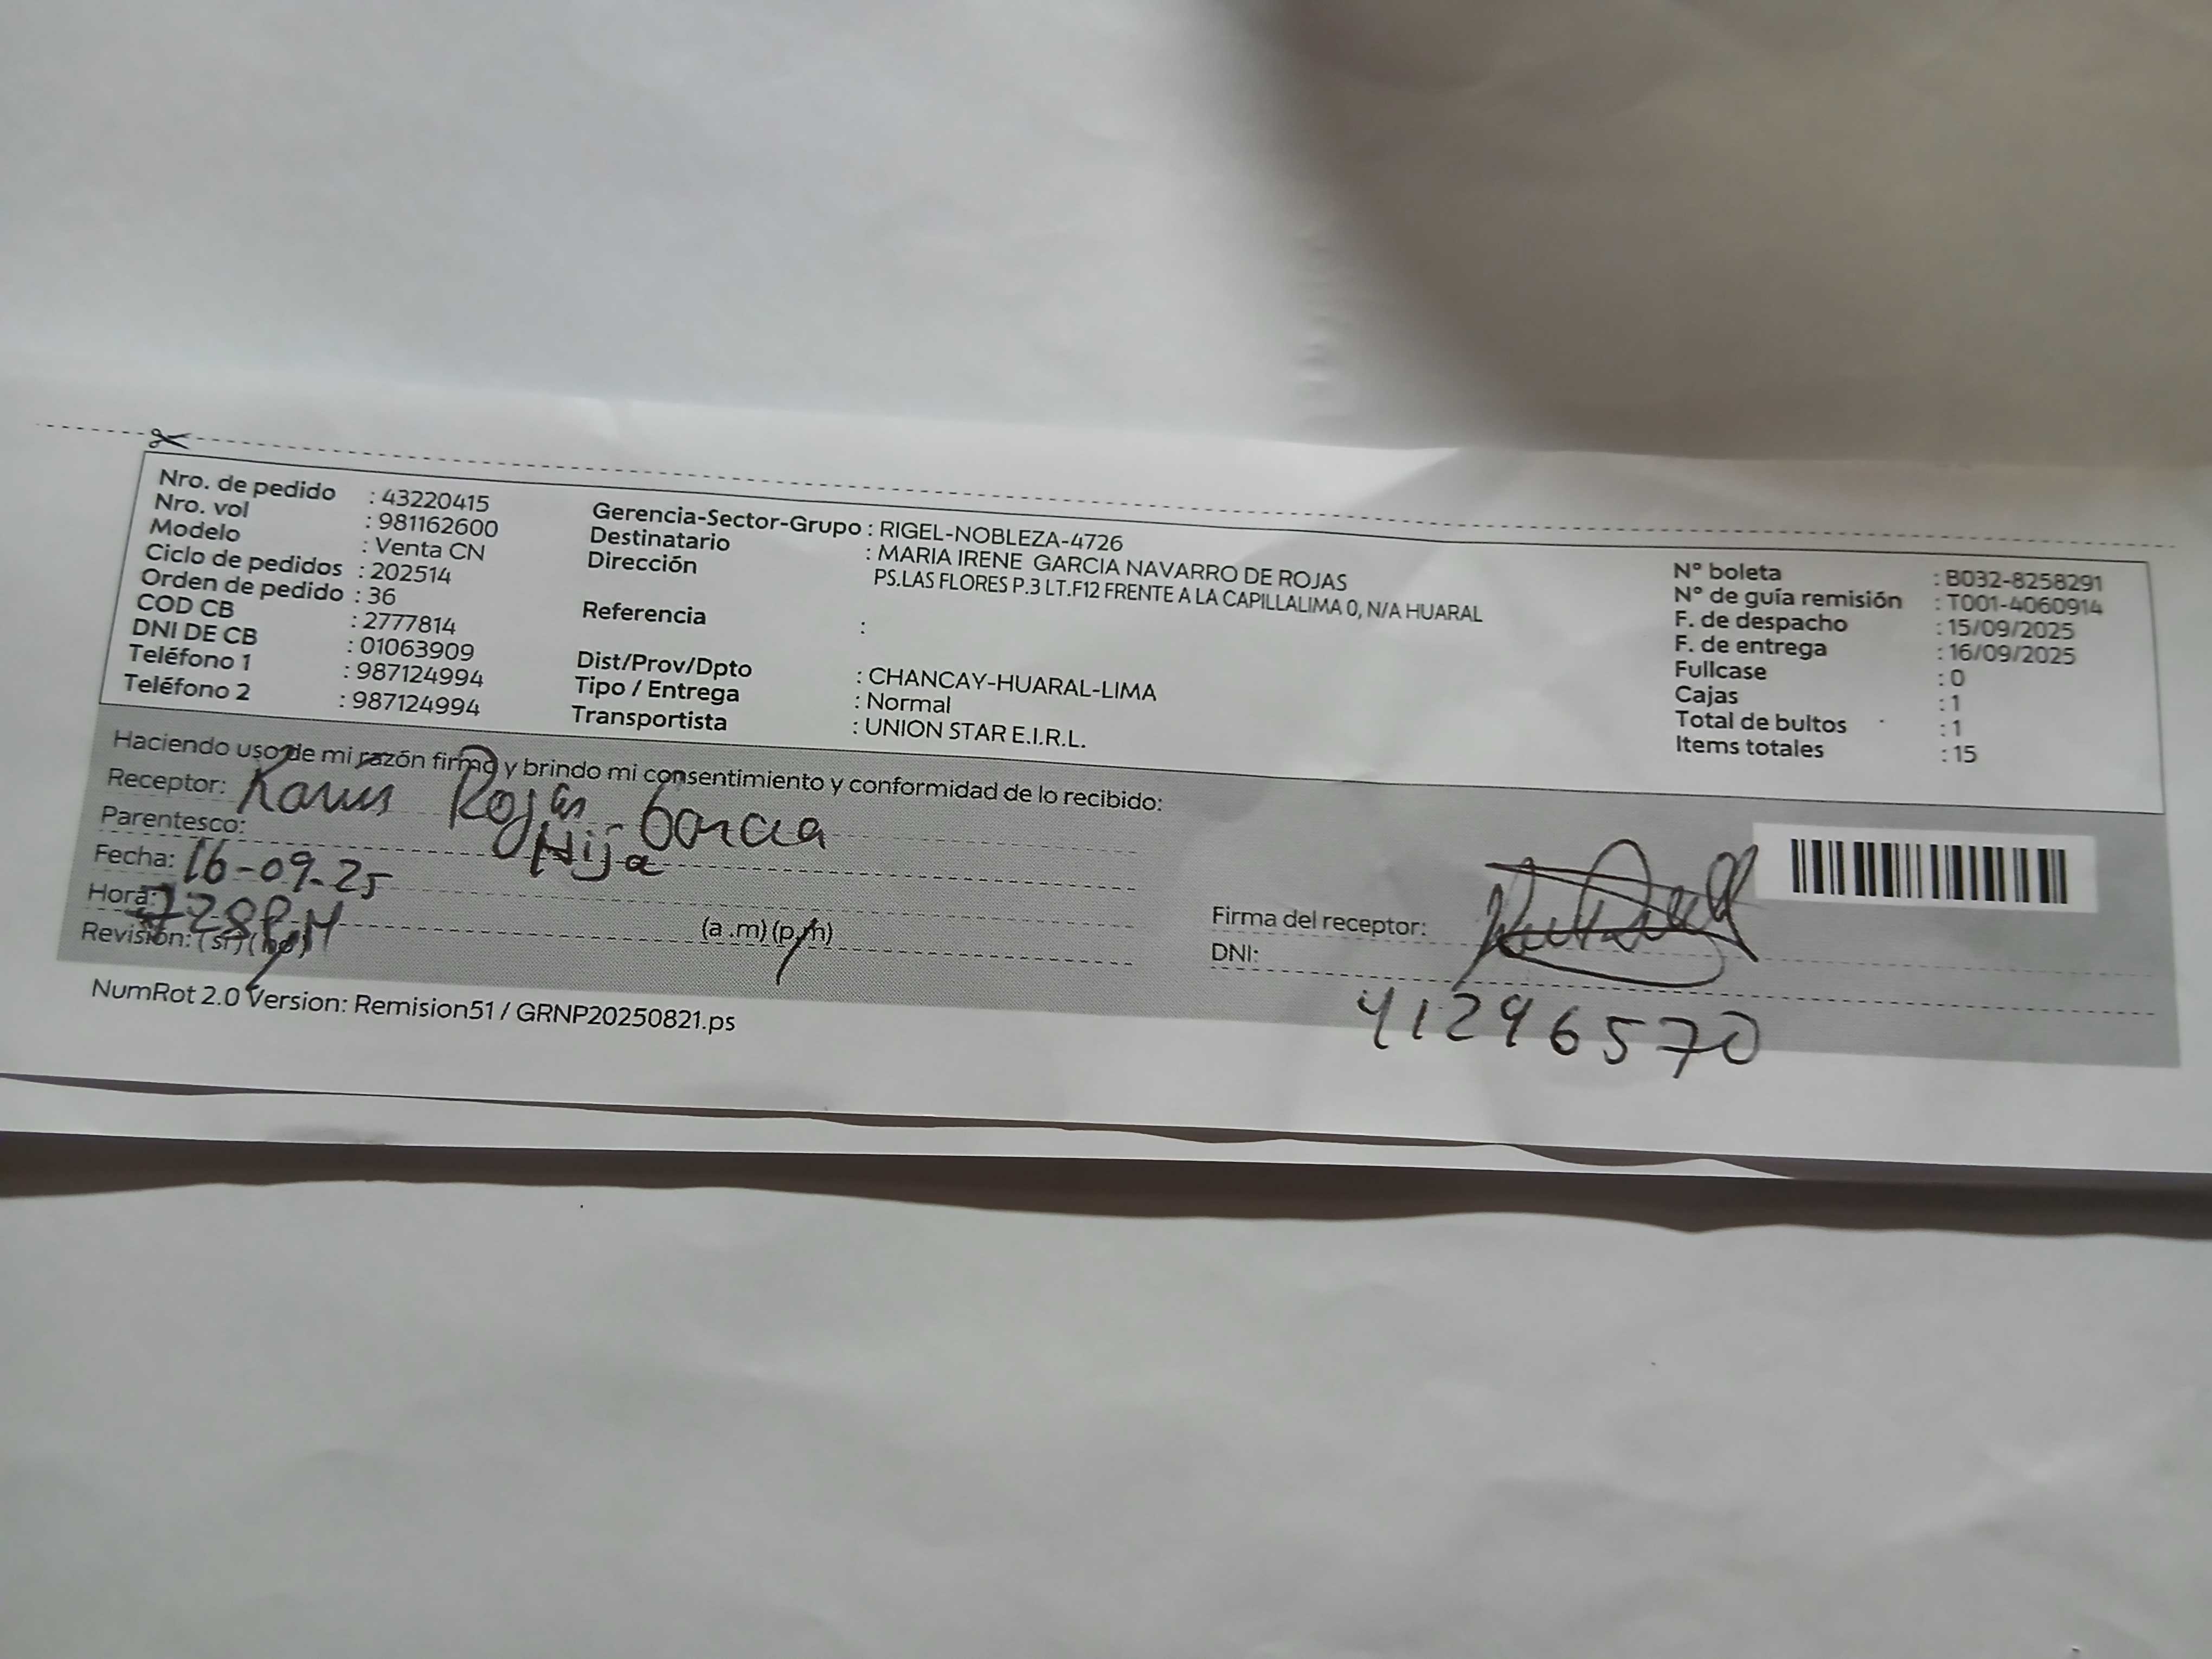 Nro. de pedido : 43220415
Nro. vol : 981162600
Modelo : Venta CN
Ciclo de pedidos : 202514
Orden de pedido : 36
COD CB : 2777814
DNI DE CB : 01063909
Teléfono 1 : 987124994
Teléfono 2 : 987124994
Gerencia-Sector-Grupo : RIGEL-NOBLEZA-4726
Destinatario : MARIA IRENE GARCIA NAVARRO DE ROJAS
Dirección PS.LAS FLORES P.3 LT.F12 FRENTE A LA CAPILLALIMA 0, N/A HUARAL
Referencia :
Dist/Prov/Dpto : CHANCAY-HUARAL-LIMA
Tipo / Entrega : Normal
Transportista : UNION STAR E.I.R.L.
N° boleta : B032-8258291
N° de guía remisión : T001-4060914
F. de despacho : 15/09/2025
F. de entrega : 16/09/2025
Fullcase : 0
Cajas : 1
Total de bultos : 1
Items totales : 15
Haciendo uso de mi razón firmo y brindo mi consentimiento y conformidad de lo recibido:
Receptor: Rojas Garcia
Parentesco: Hija
Fecha: 16-09-25
Hora: 728 PM (a.m) (p.m)
Revisión: (si) (no)
Firma del receptor:
DNI: 41296570
NumRot 2.0 Version: Remision51 / GRNP20250821.ps